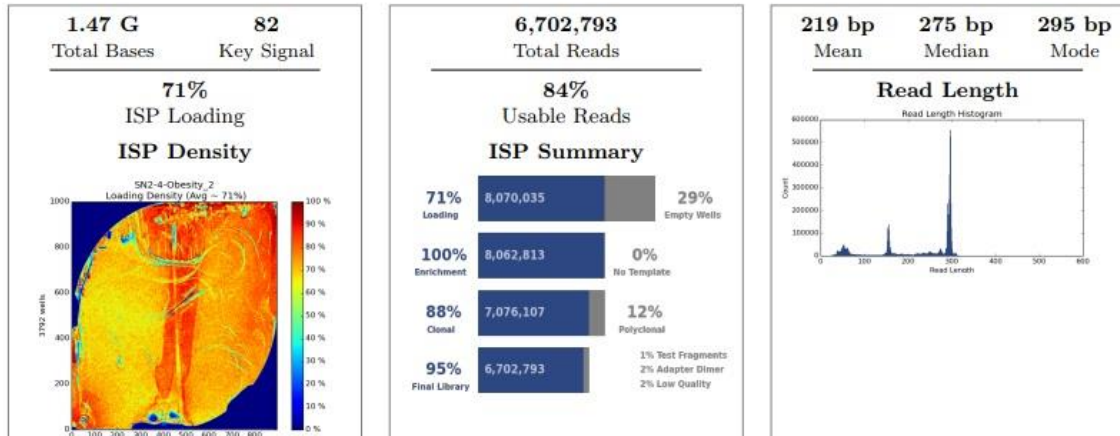 1.47 G 82
Total Bases Key Signal
71%
ISP Loading
ISP Density
SN2-4-Obesity_2
Loading Density (Avg ~ 71%)
1000
800
600
400
200
0
3792 wells
0 100 400 600 800
100 %
90 %
80 %
70 %
60 %
50 %
40 %
30 %
20 %
10 %
0 %
6,702,793
Total Reads
84%
Usable Reads
ISP Summary
71% 8,070,035 29%
Loading Empty Wells
100% 8,062,813 0%
Enrichment No Template
88% 7,076,107 12%
Clonal Polyclonal
95% 6,702,793
Final Library
1% Test Fragments
2% Adapter Dimer
2% Low Quality
219 bp 275 bp 295 bp
Mean Median Mode
Read Length
Read Length Histogram
600000
500000
400000
300000
200000
100000
0
Count
0 100 200 300 400 500 600
Read Length